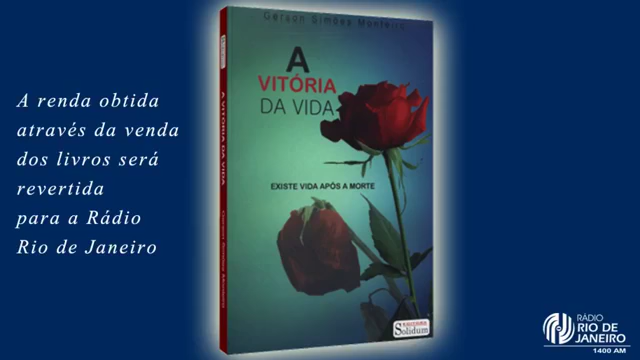 A renda obtida
através da venda
dos livros será
revertida
para a Rádio
Rio de Janeiro
Gerson Simões Monteiro
A
VITÓRIA
DA VIDA
EXISTE VIDA APÓS A MORTE
A VITORIA DA VIDA
Solidum
RÁDIO
RIO DE
JANEIRO
1400 AM